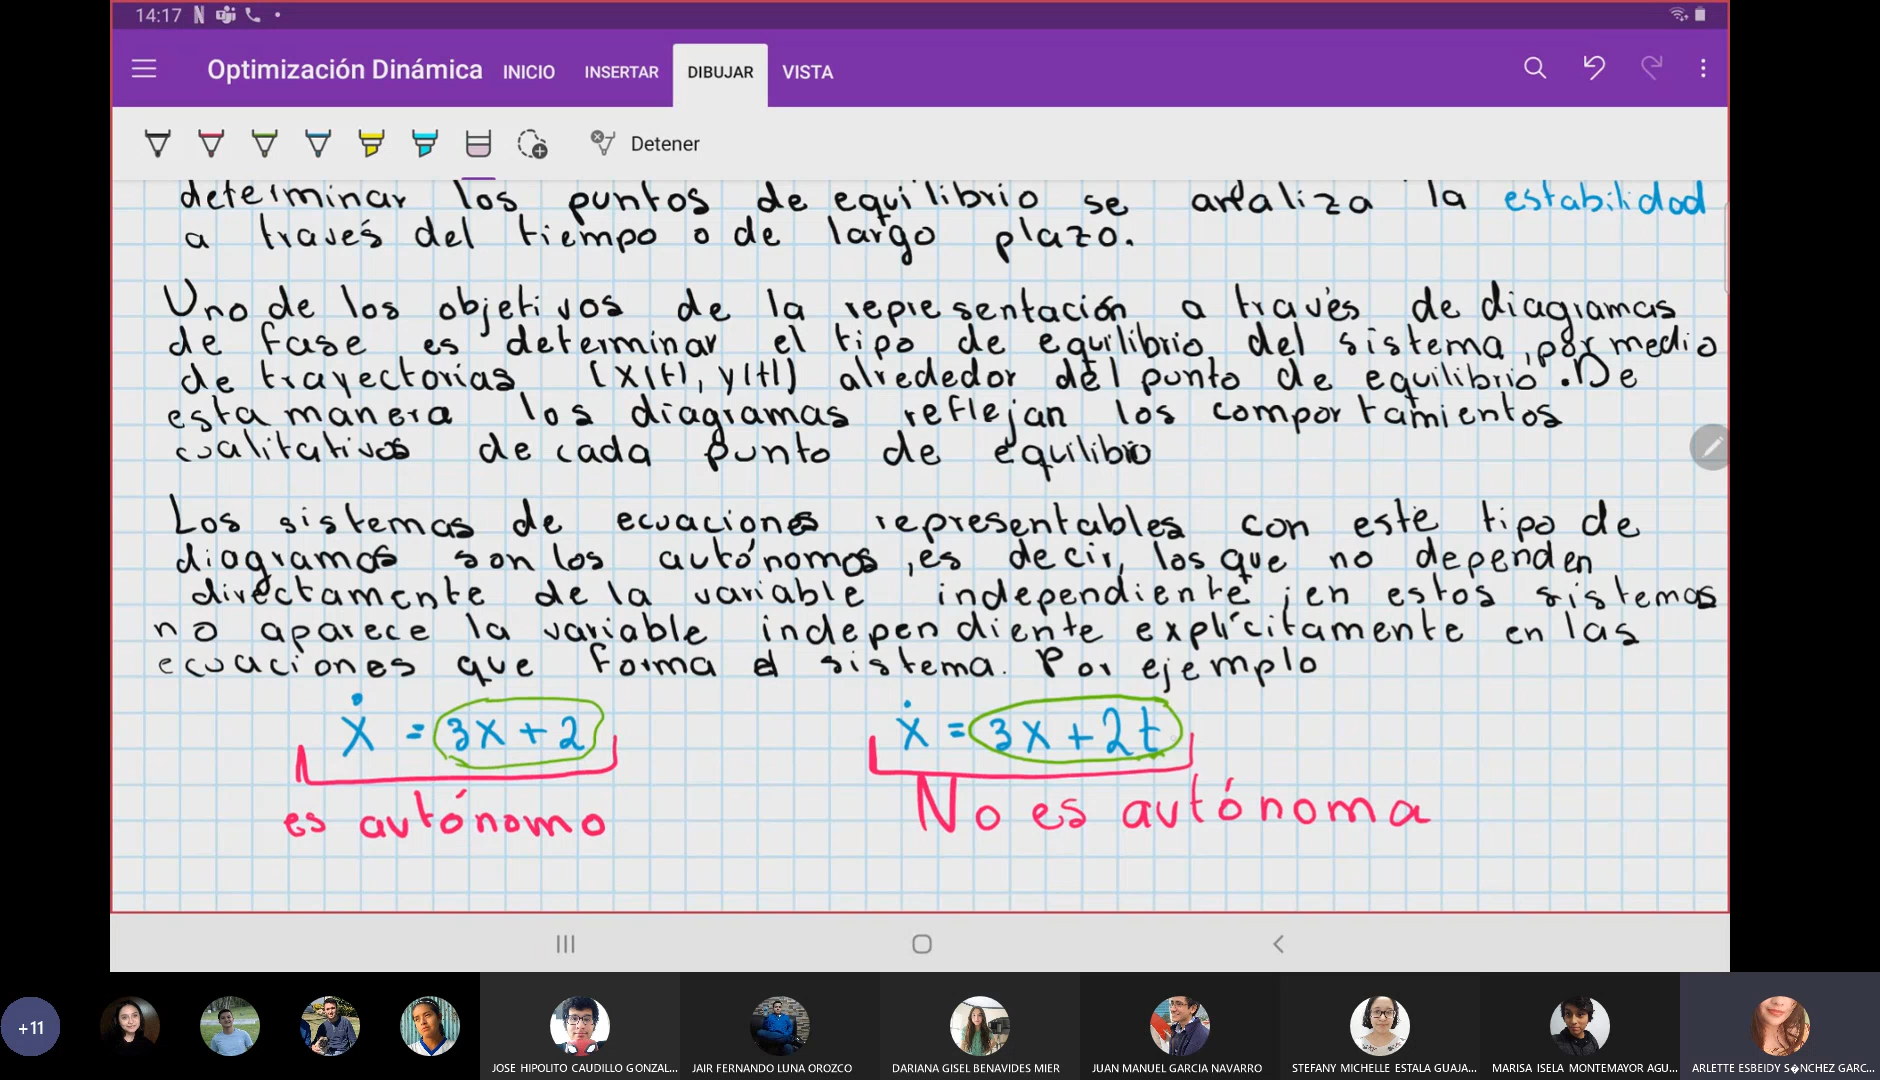 14:17
Optimización Dinámica INICIO INSERTAR DIBUJAR VISTA
Detener
determinar los puntos de equilibrio se analiza la estabilidad
a través del tiempo o de largo plazo.
Uno de los objetivos de la representación a través de diagramas
de fase es determinar el tipo de equilibrio del sistema, por medio
de trayectorias [x(t), y(t)] alrededor del punto de equilibrio. De
esta manera los diagramas reflejan los comportamientos
cualitativos de cada punto de equilibio
Los sistemas de ecuaciones representables con este tipo de
diagramas son los autónomos, es decir, los que no dependen
directamente de la variable independiente ; en estos sistemas
no aparece la variable independiente explícitamente en las
ecuaciones que forma el sistema. Por ejemplo
ẋ = 3x + 2 ẋ = 3x + 2t
es autónomo No es autónoma
+11
JOSE HIPOLITO CAUDILLO GONZAL... JAIR FERNANDO LUNA OROZCO DARIANA GISEL BENAVIDES MIER JUAN MANUEL GARCIA NAVARRO STEFANY MICHELLE ESTALA GUAJA... MARISA ISELA MONTEMAYOR AGU... ARLETTE ESBEIDY S�NCHEZ GARC...